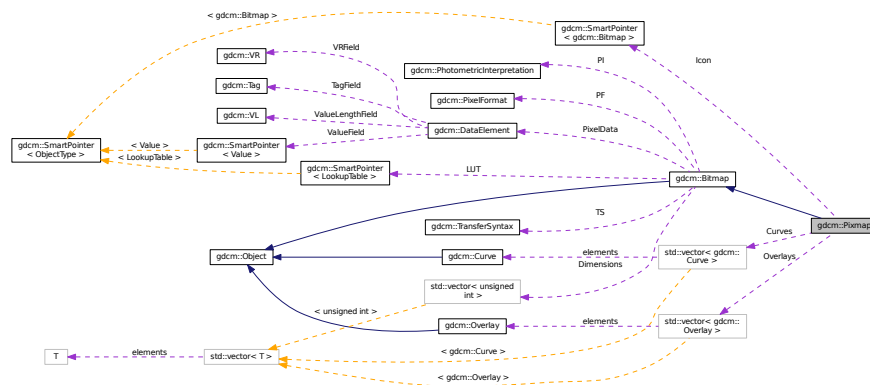 < gdcm::Bitmap >
gdcm::SmartPointer
< gdcm::Bitmap >
VRField
gdcm::VR
PI
Icon
gdcm::PhotometricInterpretation
TagField
gdcm::Tag
PF
gdcm::PixelFormat
ValueLengthField
gdcm::VL
gdcm::DataElement
PixelData
ValueField
gdcm::SmartPointer
< ObjectType >
< Value >
gdcm::SmartPointer
< Value >
< LookupTable >
gdcm::SmartPointer
< LookupTable >
LUT
gdcm::Bitmap
TS
gdcm::TransferSyntax
gdcm::Pixmap
Curves
gdcm::Object
gdcm::Curve
elements
std::vector< gdcm::
Curve >
Overlays
Dimensions
std::vector< unsigned
int >
< unsigned int >
gdcm::Overlay
elements
std::vector< gdcm::
Overlay >
T
elements
std::vector< T >
< gdcm::Curve >
< gdcm::Overlay >